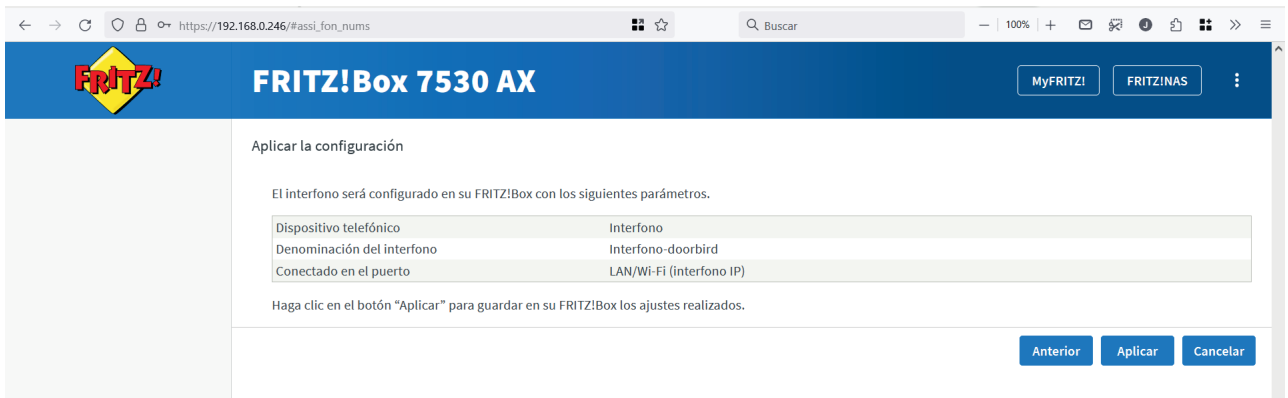 https://192.168.0.246/#assi_fon_nums
Buscar
100%
J
FRITZ!
FRITZ!Box 7530 AX
MyFRITZ!
FRITZ!NAS
Aplicar la configuración
El interfono será configurado en su FRITZ!Box con los siguientes parámetros.
Dispositivo telefónico Interfono
Denominación del interfono Interfono-doorbird
Conectado en el puerto LAN/Wi-Fi (interfono IP)
Haga clic en el botón “Aplicar” para guardar en su FRITZ!Box los ajustes realizados.
Anterior Aplicar Cancelar